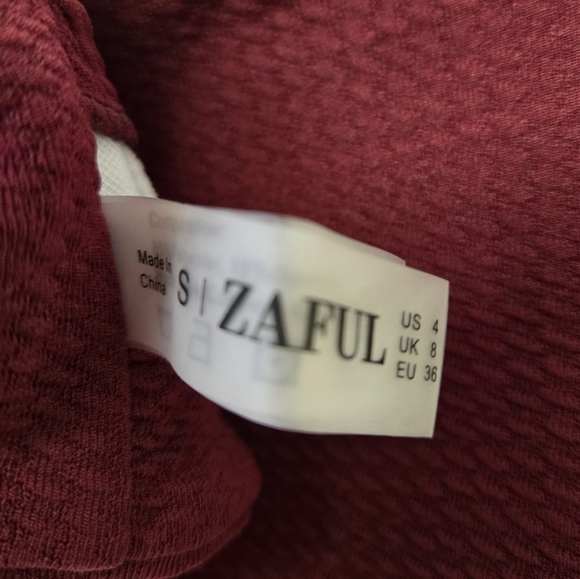 Made In
China
S | ZAFUL
US 4
UK 8
EU 36